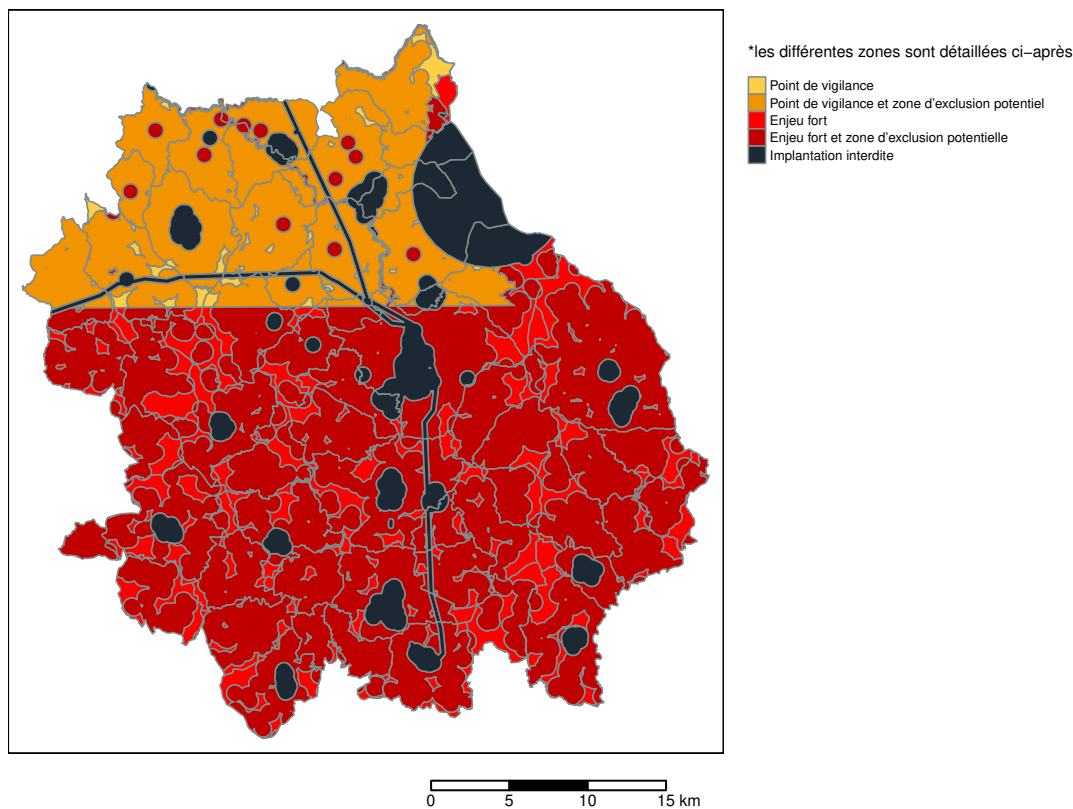 *les différentes zones sont détaillées ci−après
Point de vigilance
Point de vigilance et zone d'exclusion potentiel
Enjeu fort
Enjeu fort et zone d'exclusion potentielle
Implantation interdite
0 5 10 15 km